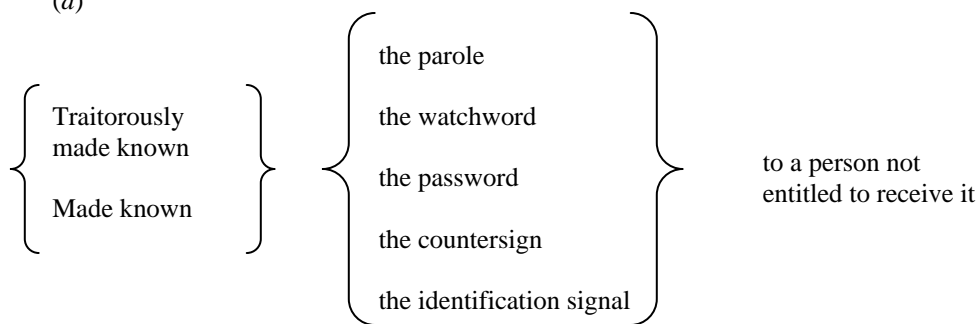 (a)
Traitorously
made known
Made known
the parole
the watchword
the password
the countersign
the identification signal
to a person not
entitled to receive it